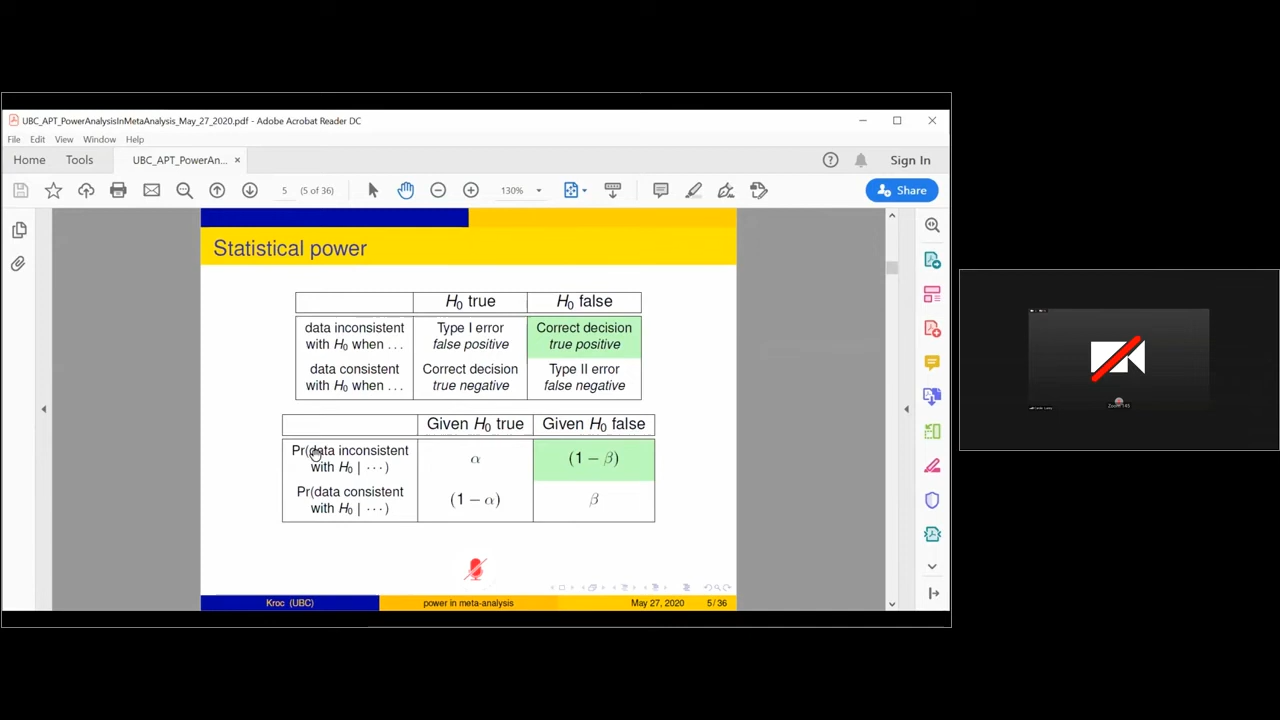 UBC_APT_PowerAnalysisInMetaAnalysis_May_27_2020.pdf - Adobe Acrobat Reader DC
File Edit View Window Help
Home Tools UBC_APT_PowerAn... × Sign In
5 (5 of 36) 130% Share
Statistical power
H₀ true H₀ false
data inconsistent Type I error Correct decision
with H₀ when ... false positive true positive
data consistent Correct decision Type II error
with H₀ when ... true negative false negative
Given H₀ true Given H₀ false
Pr(data inconsistent
with H₀ | ⋯) α (1 − β)
Pr(data consistent
with H₀ | ⋯) (1 − α) β
Kroc (UBC) power in meta-analysis May 27, 2020 5/36